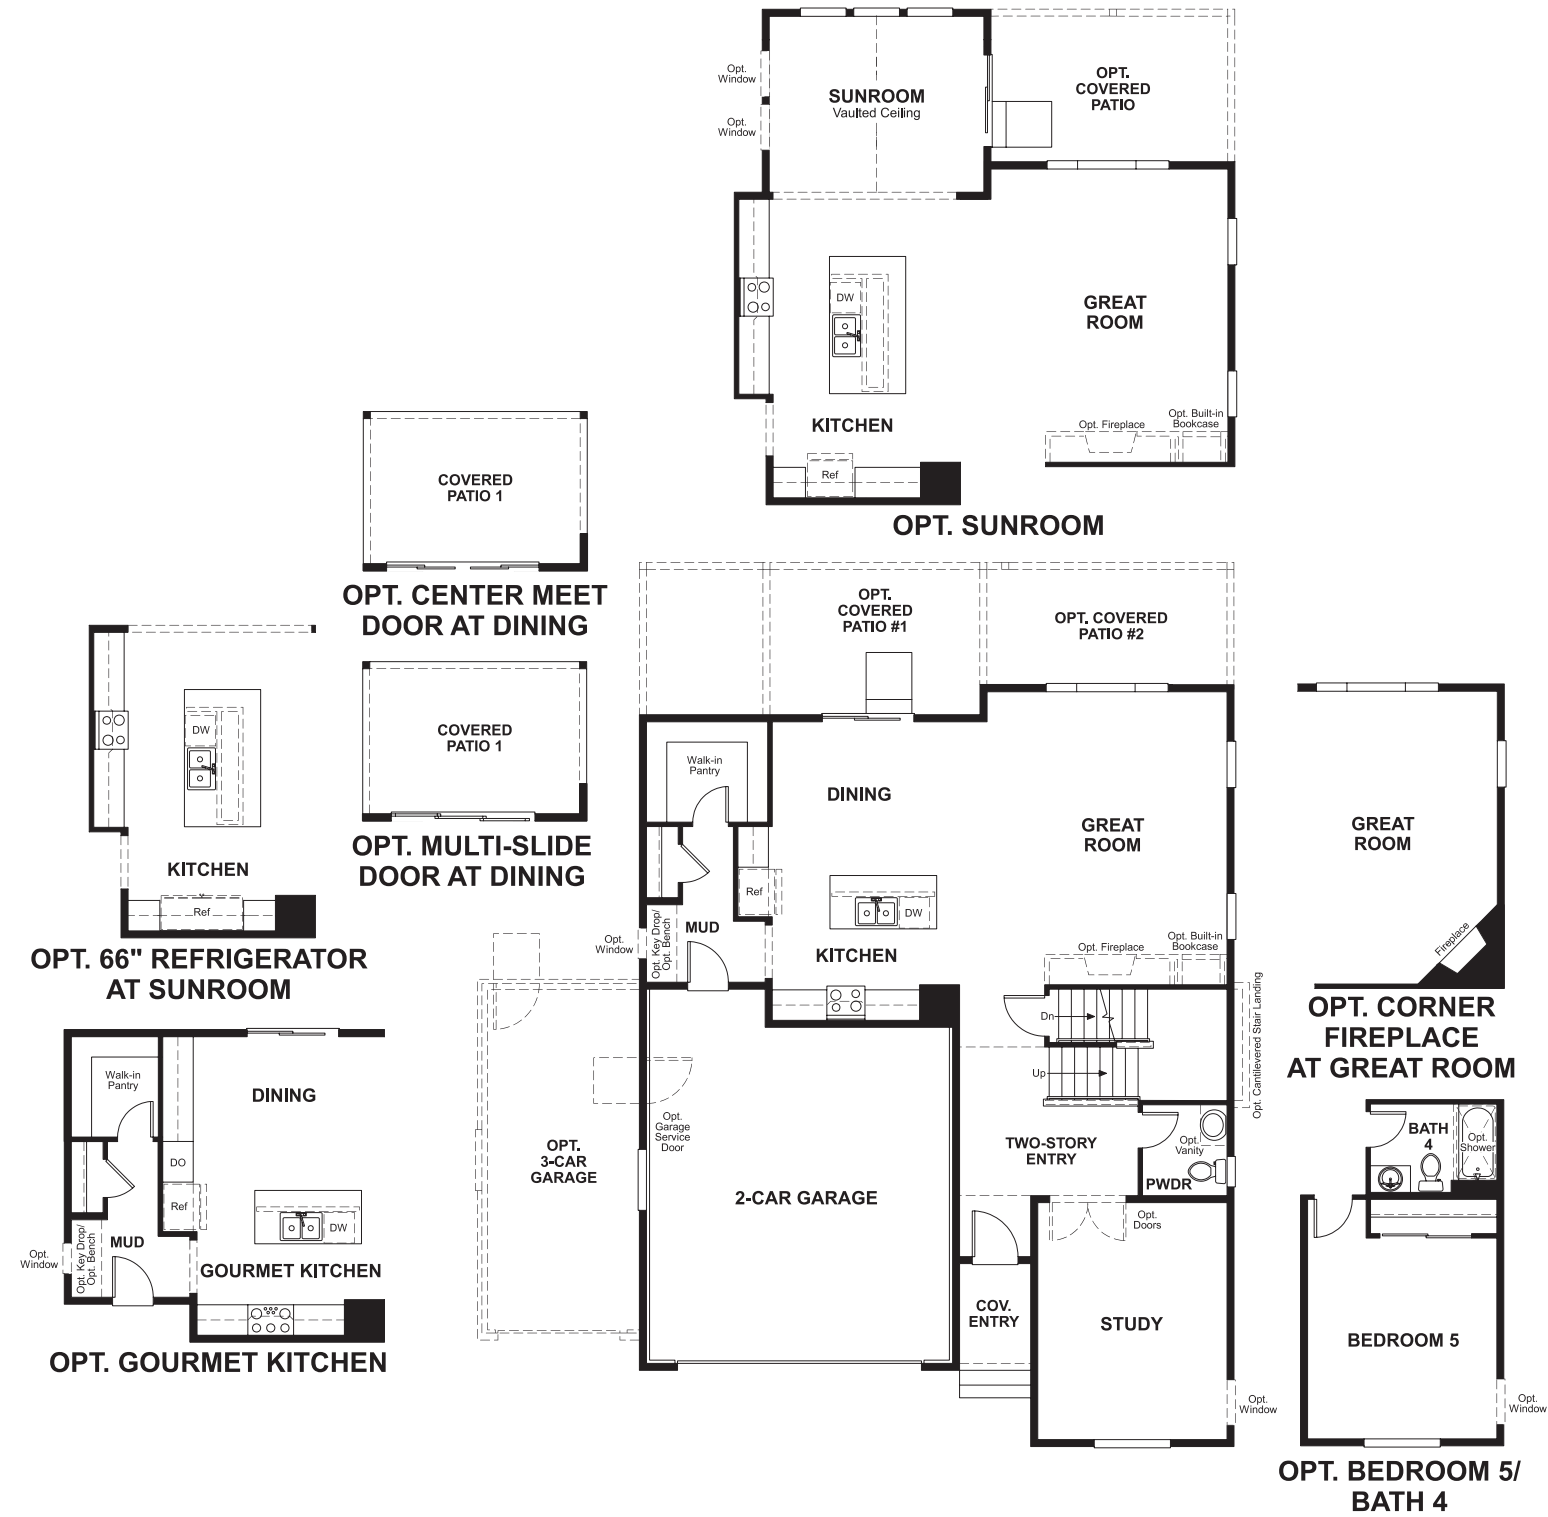 Opt.
Window
Opt.
Window
SUNROOM
Vaulted Ceiling
OPT.
COVERED
PATIO
DW
GREAT
ROOM
KITCHEN
Opt. Fireplace
Opt. Built-in
Bookcase
Ref
OPT. SUNROOM
COVERED
PATIO 1
OPT. CENTER MEET
DOOR AT DINING
COVERED
PATIO 1
OPT. MULTI-SLIDE
DOOR AT DINING
DW
KITCHEN
Ref
OPT. 66" REFRIGERATOR
AT SUNROOM
Walk-in
Pantry
DINING
DO
Ref
DW
MUD
Opt. Key Drop/
Opt. Bench
Opt.
Window
GOURMET KITCHEN
OPT. GOURMET KITCHEN
OPT.
COVERED
PATIO #1
OPT. COVERED
PATIO #2
Walk-in
Pantry
DINING
GREAT
ROOM
Ref
DW
MUD
Opt. Key Drop/
Opt. Bench
Opt.
Window
KITCHEN
Opt. Fireplace
Opt. Built-in
Bookcase
Dn
Up
Opt. Cantilevered Stair Landing
Opt.
Garage
Service
Door
OPT.
3-CAR
GARAGE
2-CAR GARAGE
TWO-STORY
ENTRY
Opt.
Vanity
PWDR
Opt.
Doors
COV.
ENTRY
STUDY
Opt.
Window
GREAT
ROOM
Fireplace
OPT. CORNER
FIREPLACE
AT GREAT ROOM
BATH
4
Opt.
Shower
BEDROOM 5
Opt.
Window
OPT. BEDROOM 5/
BATH 4